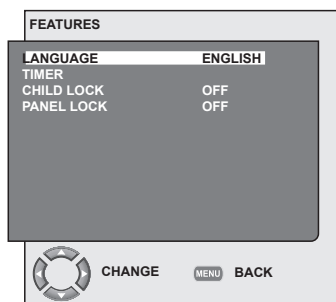 FEATURES
LANGUAGE ENGLISH
TIMER
CHILD LOCK OFF
PANEL LOCK OFF
CHANGE MENU BACK